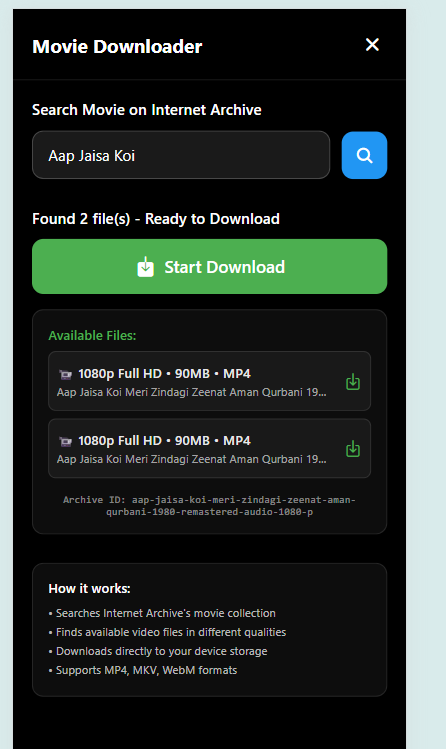 Movie Downloader
Search Movie on Internet Archive
Aap Jaisa Koi
Found 2 file(s) - Ready to Download
Start Download
Available Files:
1080p Full HD • 90MB • MP4
Aap Jaisa Koi Meri Zindagi Zeenat Aman Qurbani 19...
1080p Full HD • 90MB • MP4
Aap Jaisa Koi Meri Zindagi Zeenat Aman Qurbani 19...
Archive ID: aap-jaisa-koi-meri-zindagi-zeenat-aman-
qurbani-1980-remastered-audio-1080-p
How it works:
• Searches Internet Archive's movie collection
• Finds available video files in different qualities
• Downloads directly to your device storage
• Supports MP4, MKV, WebM formats